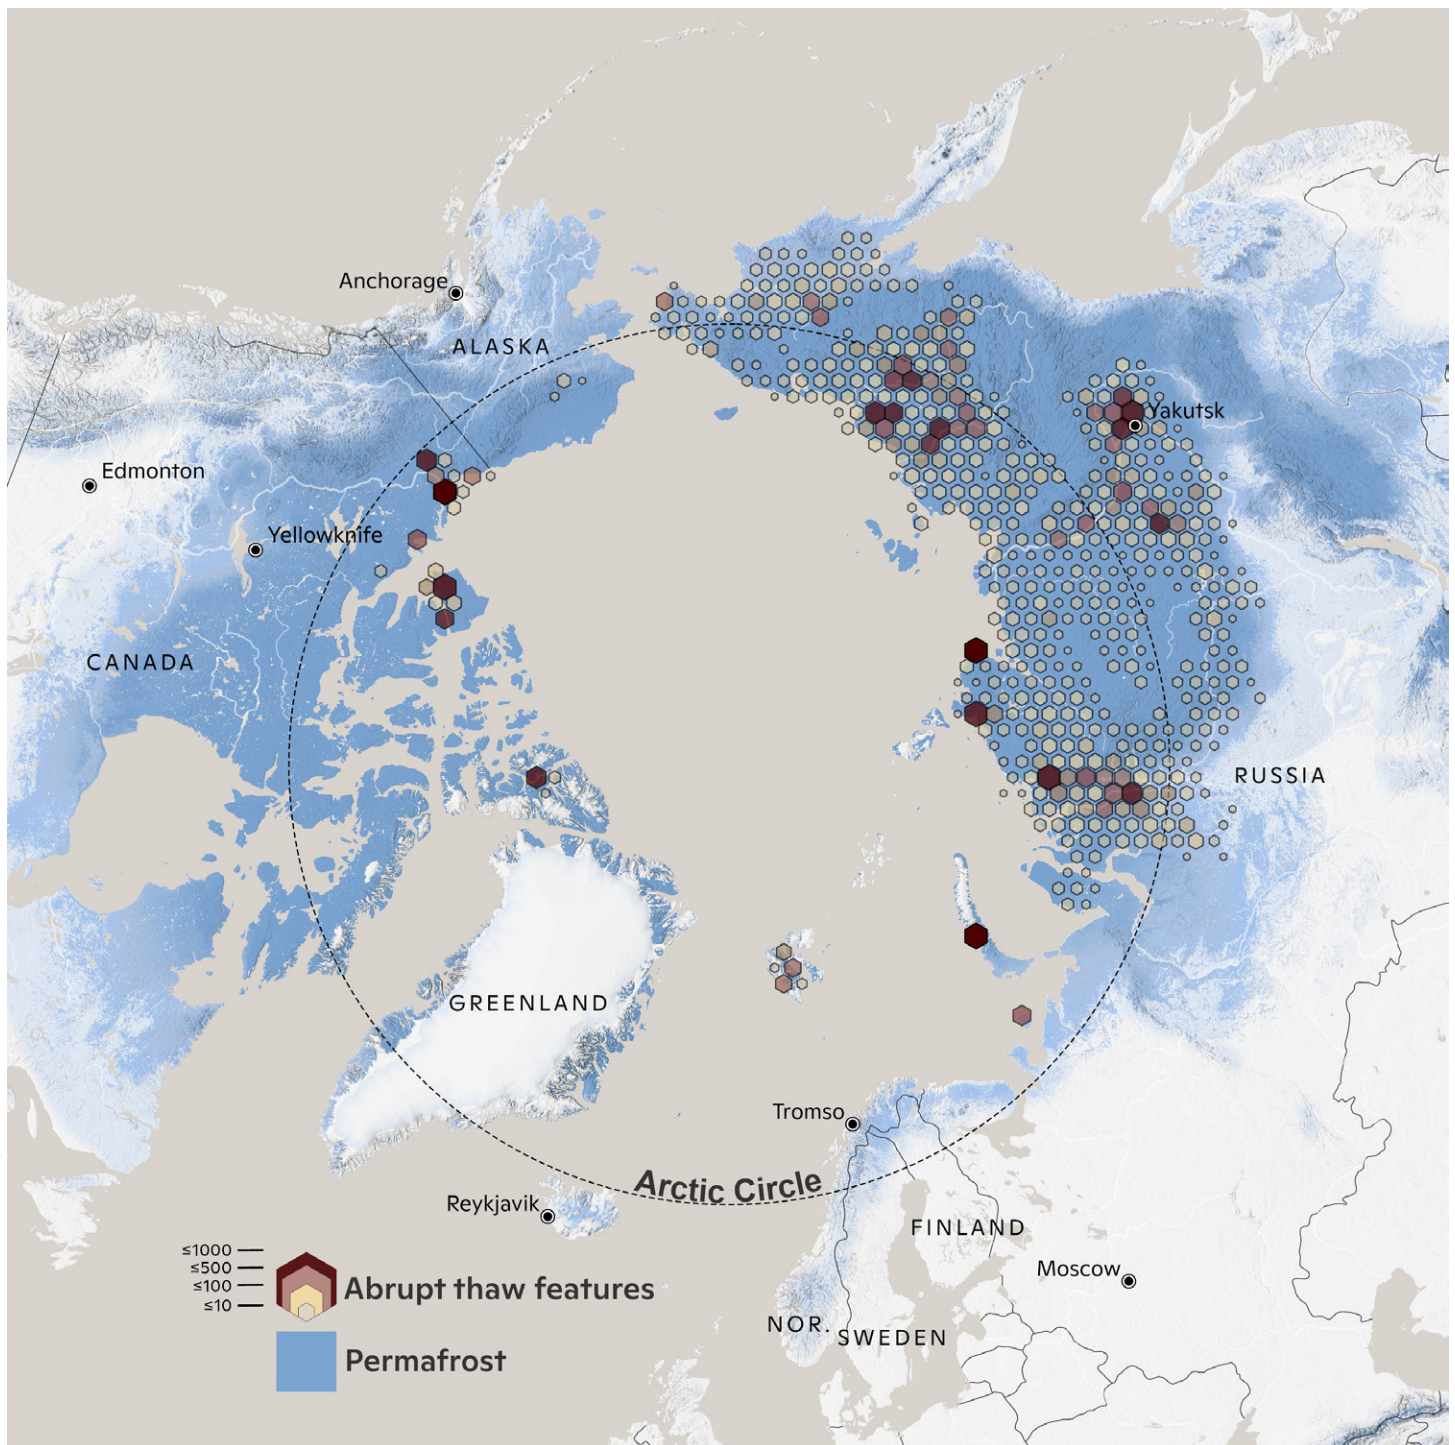 Anchorage
ALASKA
Yakutsk
Edmonton
Yellowknife
CANADA
RUSSIA
GREENLAND
Tromso
Arctic Circle
Reykjavik
FINLAND
Moscow
NOR.
SWEDEN
≤1000
≤500
≤100
≤10
Abrupt thaw features
Permafrost